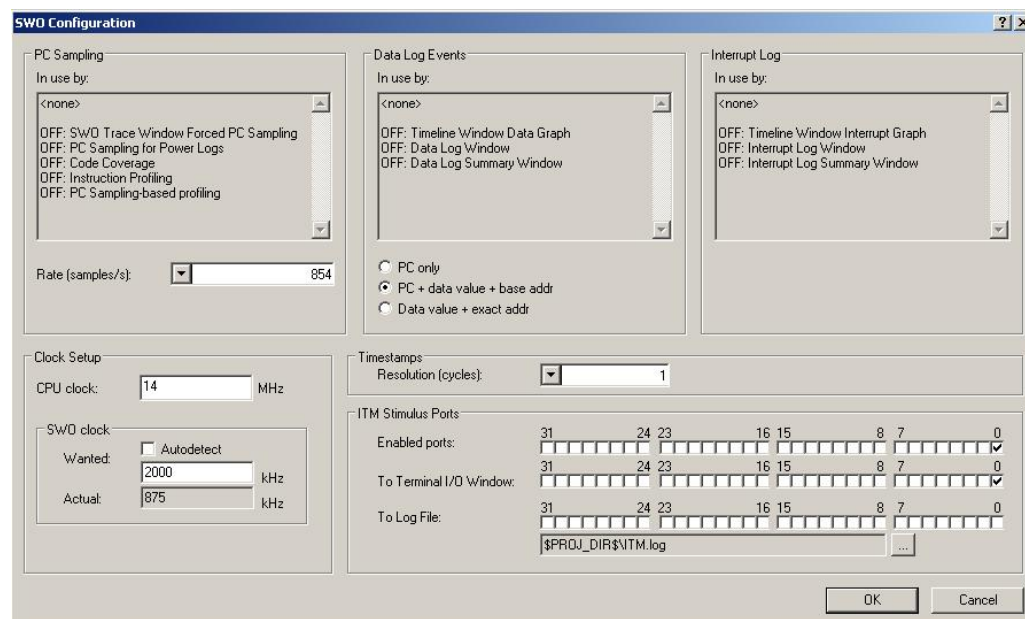 SWO Configuration
PC Sampling
In use by:
<none>
OFF: SWO Trace Window Forced PC Sampling
OFF: PC Sampling for Power Logs
OFF: Code Coverage
OFF: Instruction Profiling
OFF: PC Sampling-based profiling
Rate (samples/s): 854
Data Log Events
In use by:
<none>
OFF: Timeline Window Data Graph
OFF: Data Log Window
OFF: Data Log Summary Window
PC only
PC + data value + base addr
Data value + exact addr
Interrupt Log
In use by:
<none>
OFF: Timeline Window Interrupt Graph
OFF: Interrupt Log Window
OFF: Interrupt Log Summary Window
Clock Setup
CPU clock: 14 MHz
SWO clock
Autodetect
Wanted: 2000 kHz
Actual: 875 kHz
Timestamps
Resolution (cycles): 1
ITM Stimulus Ports
31 24 23 16 15 8 7 0
Enabled ports:
31 24 23 16 15 8 7 0
To Terminal I/O Window:
31 24 23 16 15 8 7 0
To Log File:
$PROJ_DIR$\ITM.log ...
OK Cancel